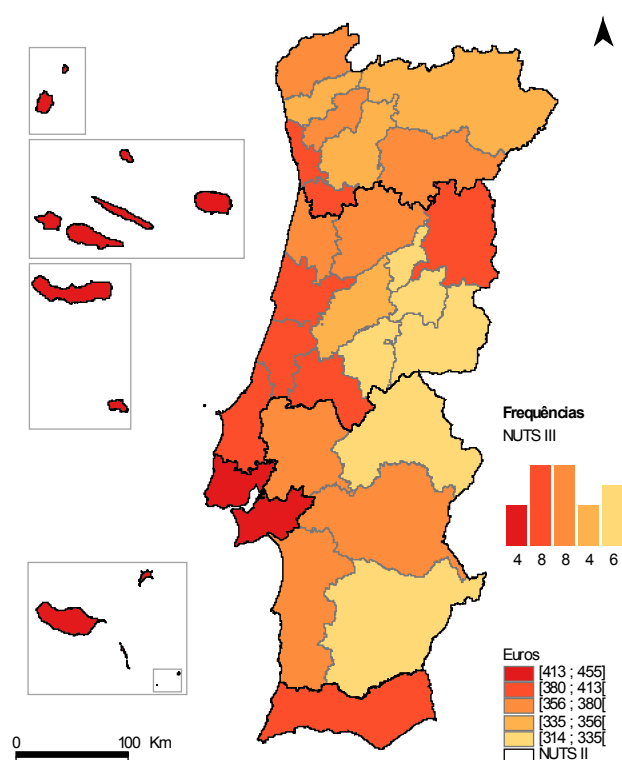 Frequências
NUTS III
4 8 8 4 6
Euros
[413 ; 455]
[380 ; 413[
[356 ; 380[
[335 ; 356[
[314 ; 335[
NUTS II
0 100 Km